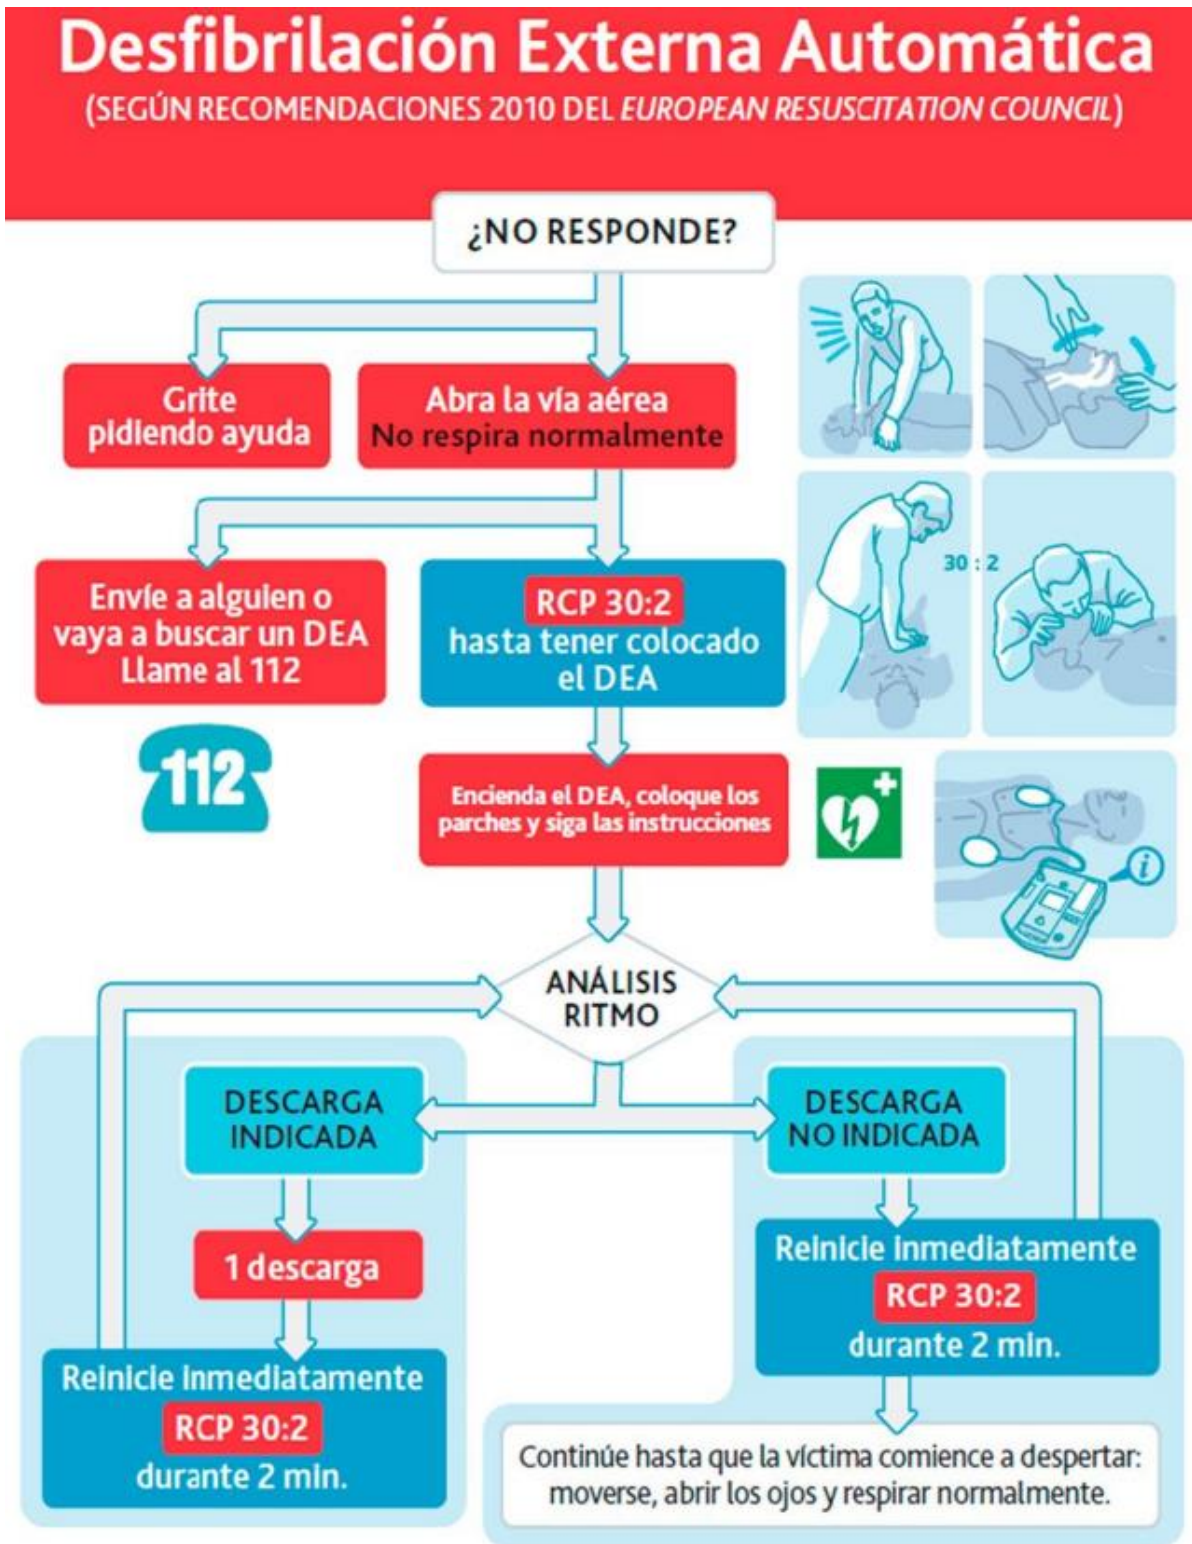 Desfibrilación Externa Automática
(SEGÚN RECOMENDACIONES 2010 DEL EUROPEAN RESUSCITATION COUNCIL)
¿NO RESPONDE?
Grite
pidiendo ayuda
Abra la vía aérea
No respira normalmente
Envíe a alguien o
vaya a buscar un DEA
Llame al 112
RCP 30:2
hasta tener colocado
el DEA
30 : 2
112
Encienda el DEA, coloque los
parches y siga las instrucciones
i
ANÁLISIS
RITMO
DESCARGA
INDICADA
DESCARGA
NO INDICADA
1 descarga
Reinicie inmediatamente
RCP 30:2
durante 2 min.
Reinicie inmediatamente
RCP 30:2
durante 2 min.
Continúe hasta que la víctima comience a despertar:
moverse, abrir los ojos y respirar normalmente.